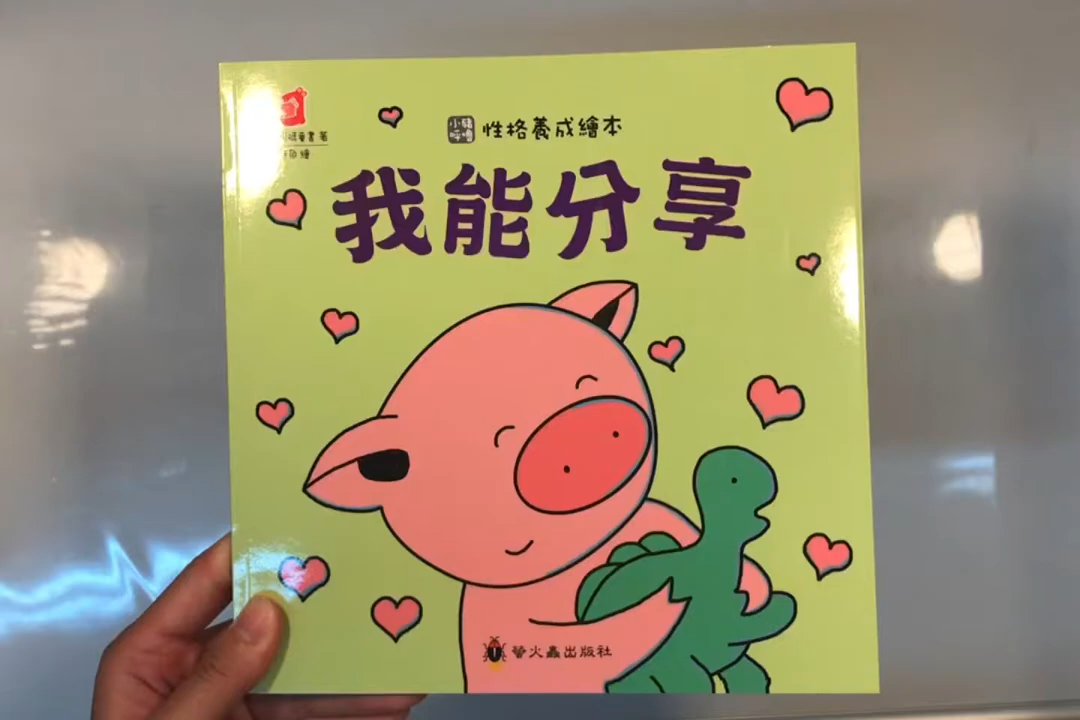 小豬呼嚕 性格養成繪本
我能分享
螢火蟲出版社